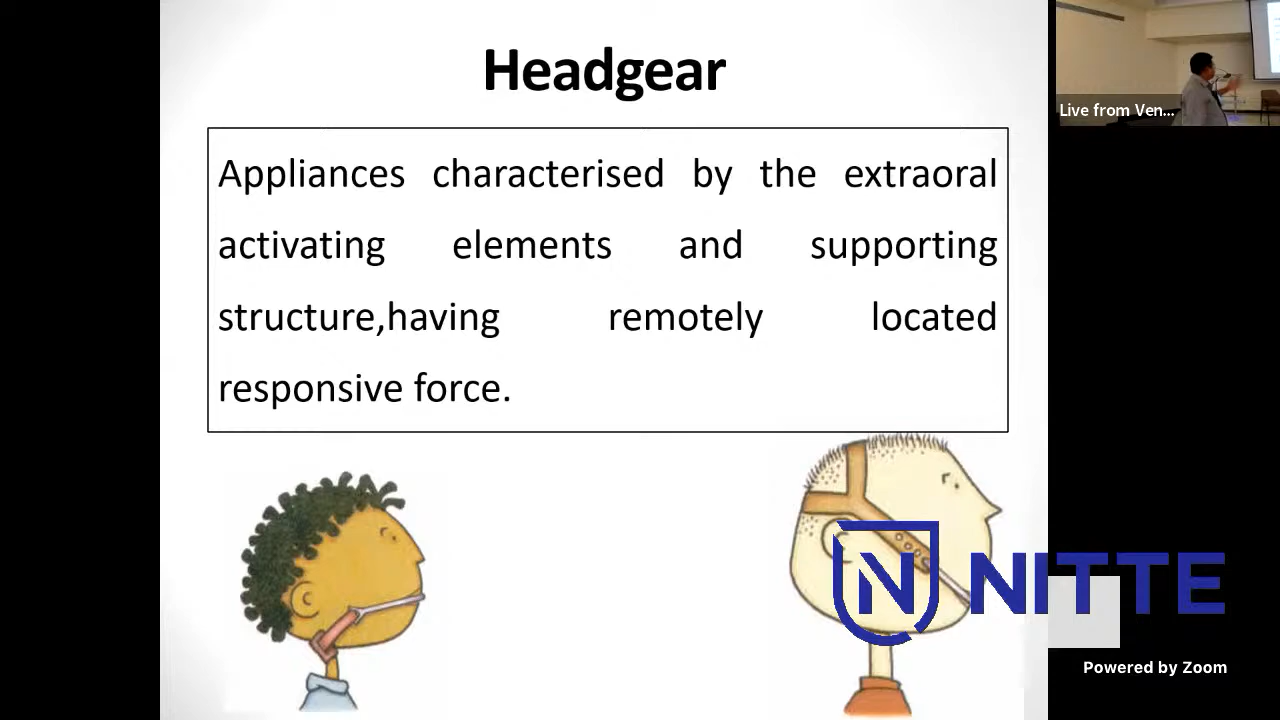 Headgear
Appliances characterised by the extraoral
activating elements and supporting
structure,having remotely located
responsive force.
Live from Ven...
N NITTE
Powered by Zoom